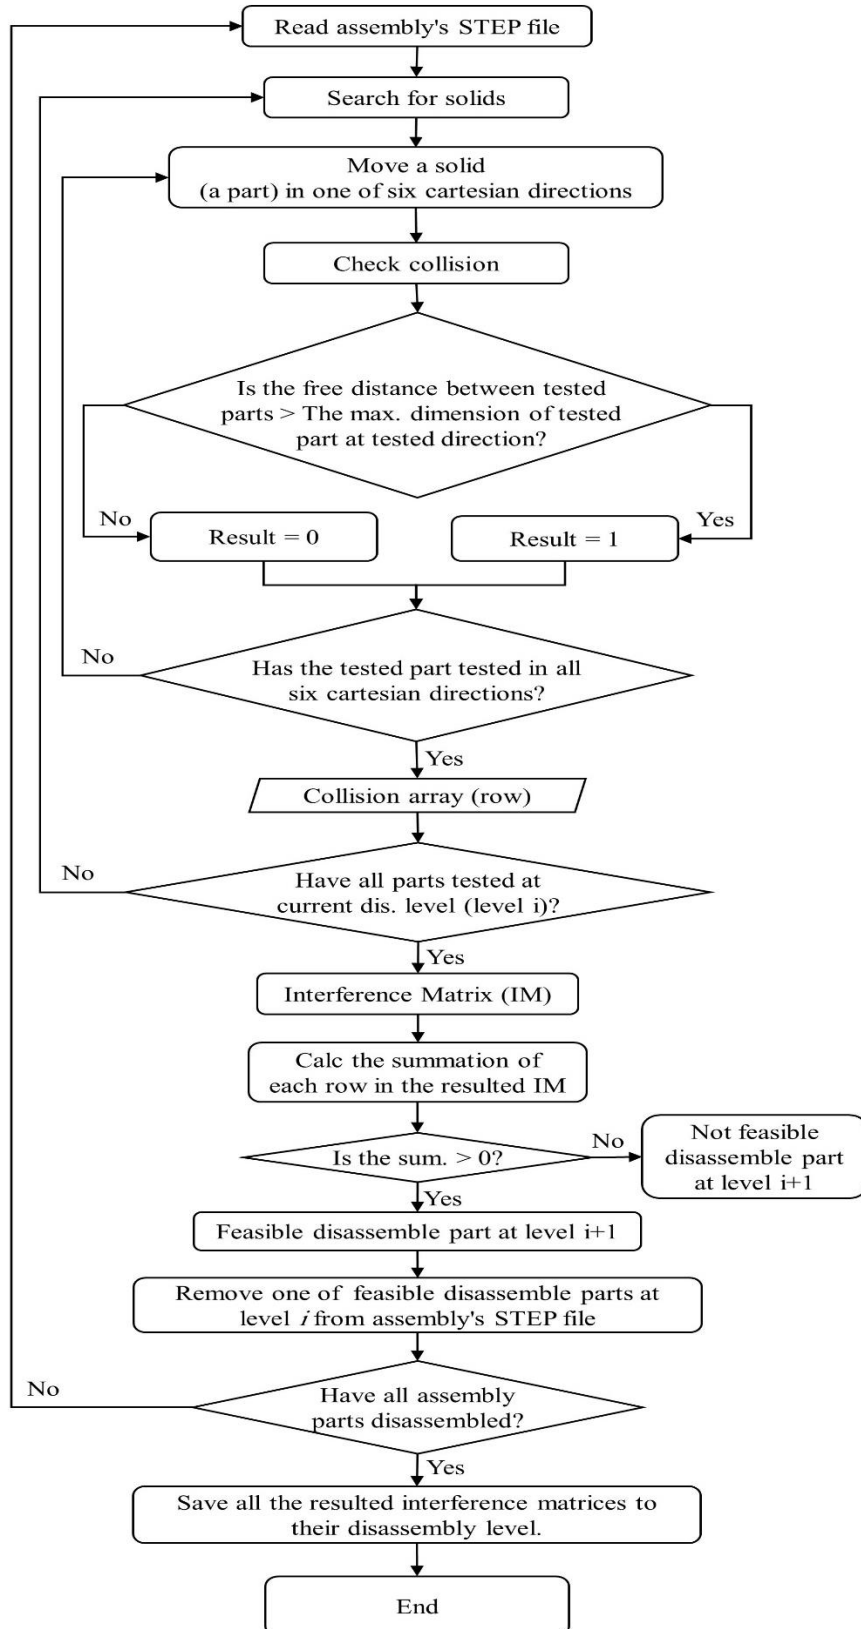 Read assembly's STEP file
Search for solids
Move a solid
(a part) in one of six cartesian directions
Check collision
Is the free distance between tested
parts > The max. dimension of tested
part at tested direction?
No
Yes
Result = 0
Result = 1
No
Has the tested part tested in all
six cartesian directions?
Yes
Collision array (row)
No
Have all parts tested at
current dis. level (level i)?
Yes
Interference Matrix (IM)
Calc the summation of
each row in the resulted IM
Is the sum. > 0?
No
Not feasible
disassemble part
at level i+1
Yes
Feasible disassemble part at level i+1
Remove one of feasible disassemble parts at
level i from assembly's STEP file
No
Have all assembly
parts disassembled?
Yes
Save all the resulted interference matrices to
their disassembly level.
End